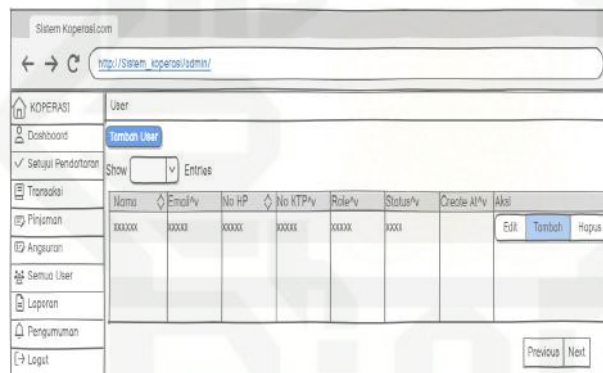 Sistem Koperasi.com
http://Sistem_koperasi/admin/
KOPERASI
Dashboard
Setujui Pendaftaran
Transaksi
Pinjaman
Angsuran
Semua User
Laporan
Pengumuman
Logut
User
Tambah User
Show Entries
Nama Email^v No HP No KTP^v Role^v Status^v Create At^v Aksi
xxxxxx xxxxx xxxxx xxxxx xxxxx xxxx Edit Tambah Hapus
Previous Next